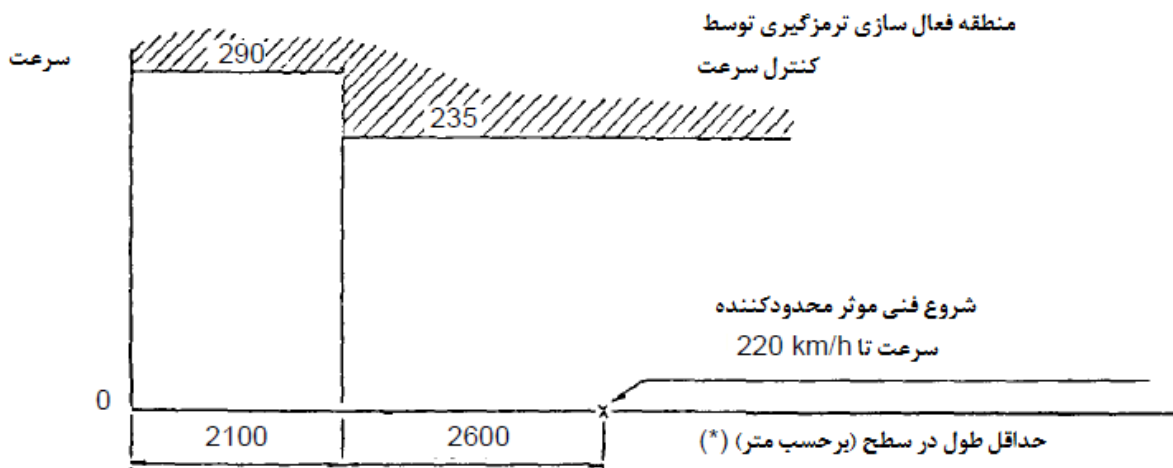 منطقه فعال سازی ترمزگیری توسط
کنترل سرعت
سرعت
290
235
شروع فنی موثر محدودکننده
سرعت تا 220 km/h
0
2100
2600
حداقل طول در سطح (برحسب متر) (*)